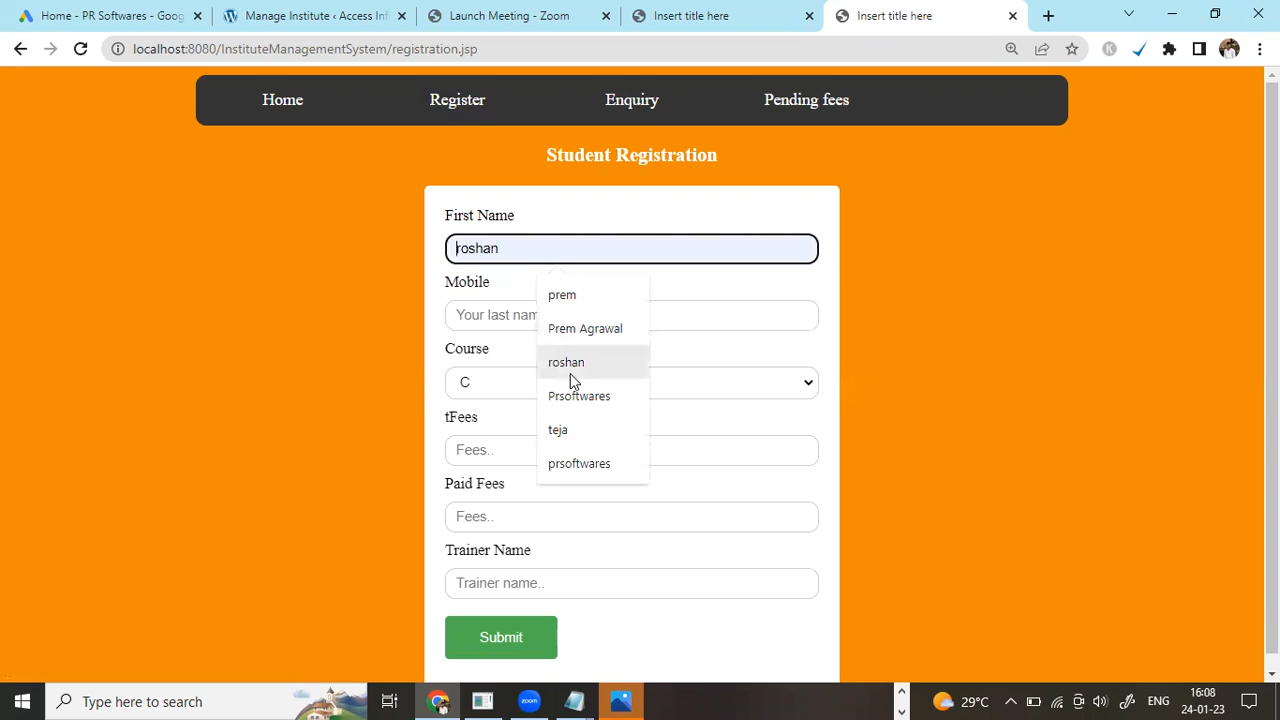 Home - PR Softwares - Goog
Manage Institute ‹ Access Inf
Launch Meeting - Zoom
Insert title here
Insert title here
localhost:8080/InstituteManagementSystem/registration.jsp
K
Home
Register
Enquiry
Pending fees
Student Registration
First Name
roshan
Mobile
Your last nam
prem
Prem Agrawal
roshan
Prsoftwares
teja
prsoftwares
Course
C
tFees
Fees..
Paid Fees
Fees..
Trainer Name
Trainer name..
Submit
Type here to search
zoom
29°C
ENG
16:08
24-01-23